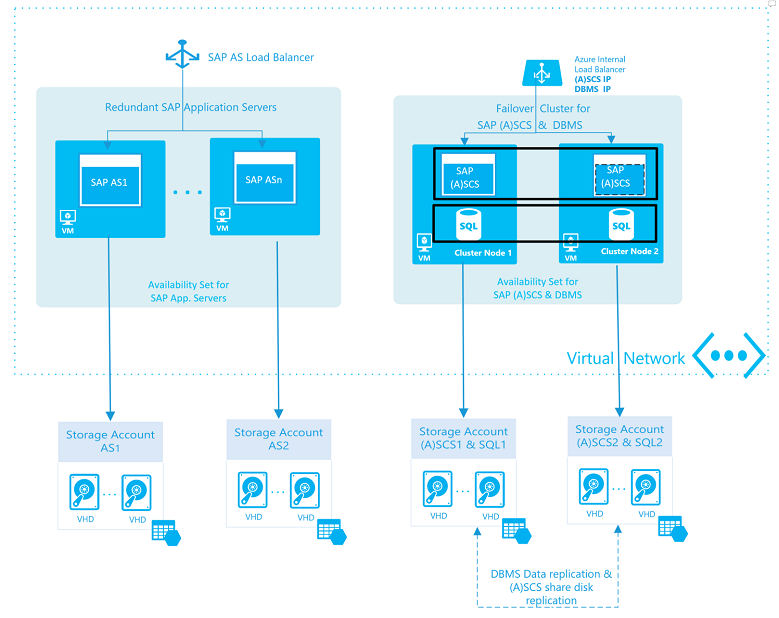 SAP AS Load Balancer
Azure Internal
Load Balancer
(A)SCS IP
DBMS IP
Redundant SAP Application Servers
Failover Cluster for
SAP (A)SCS & DBMS
SAP AS1
. . .
SAP ASn
VM
VM
SAP
(A)SCS
SAP
(A)SCS
SQL
SQL
VM
Cluster Node 1
VM
Cluster Node 2
Availability Set for
SAP App. Servers
Availability Set for
SAP (A)SCS & DBMS
Virtual Network
Storage Account
AS1
Storage Account
AS2
Storage Account
(A)SCS1 & SQL1
Storage Account
(A)SCS2 & SQL2
...
...
...
...
VHD
VHD
VHD
VHD
VHD
VHD
VHD
VHD
DBMS Data replication &
(A)SCS share disk
replication